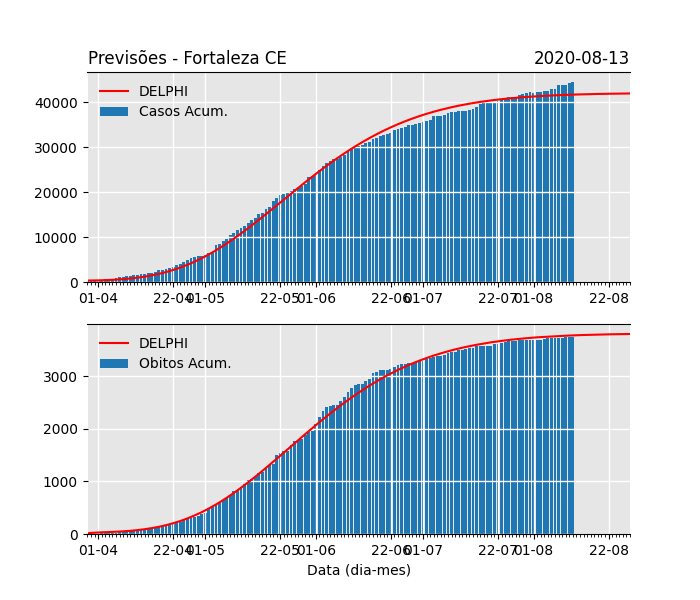 Previsões - Fortaleza CE 2020-08-13
DELPHI
Casos Acum.
40000
30000
20000
10000
0
01-04 22-04 01-05 22-05 01-06 22-06 01-07 22-07 01-08 22-08
DELPHI
Obitos Acum.
3000
2000
1000
0
01-04 22-04 01-05 22-05 01-06 22-06 01-07 22-07 01-08 22-08
Data (dia-mes)